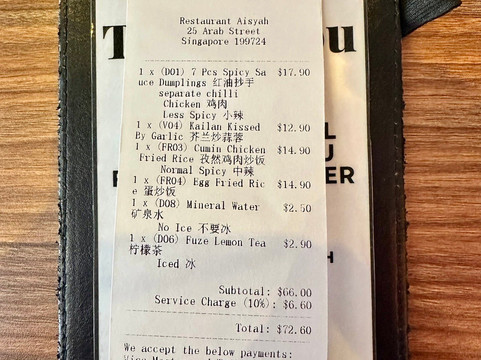 Restaurant Aisyah
25 Arab Street
Singapore 199724
1 x (D01) 7 Pcs Spicy Sa $17.90
uce Dumplings 红油抄手
separate chilli
Chicken 鸡肉
Less Spicy 小辣
1 x (V04) Kailan Kissed $12.90
By Garlic 芥兰炒蒜蓉
1 x (FR03) Cumin Chicken $14.90
Fried Rice 孜然鸡肉炒饭
Normal Spicy 中辣
1 x (FR04) Egg Fried Ric $14.90
e 蛋炒饭
1 x (D08) Mineral Water $2.50
矿泉水
No Ice 不要冰
1 x (D06) Fuze Lemon Tea $2.90
柠檬茶
Iced 冰
Subtotal: $66.00
Service Charge (10%): $6.60
Total: $72.60
We accept the below payments: